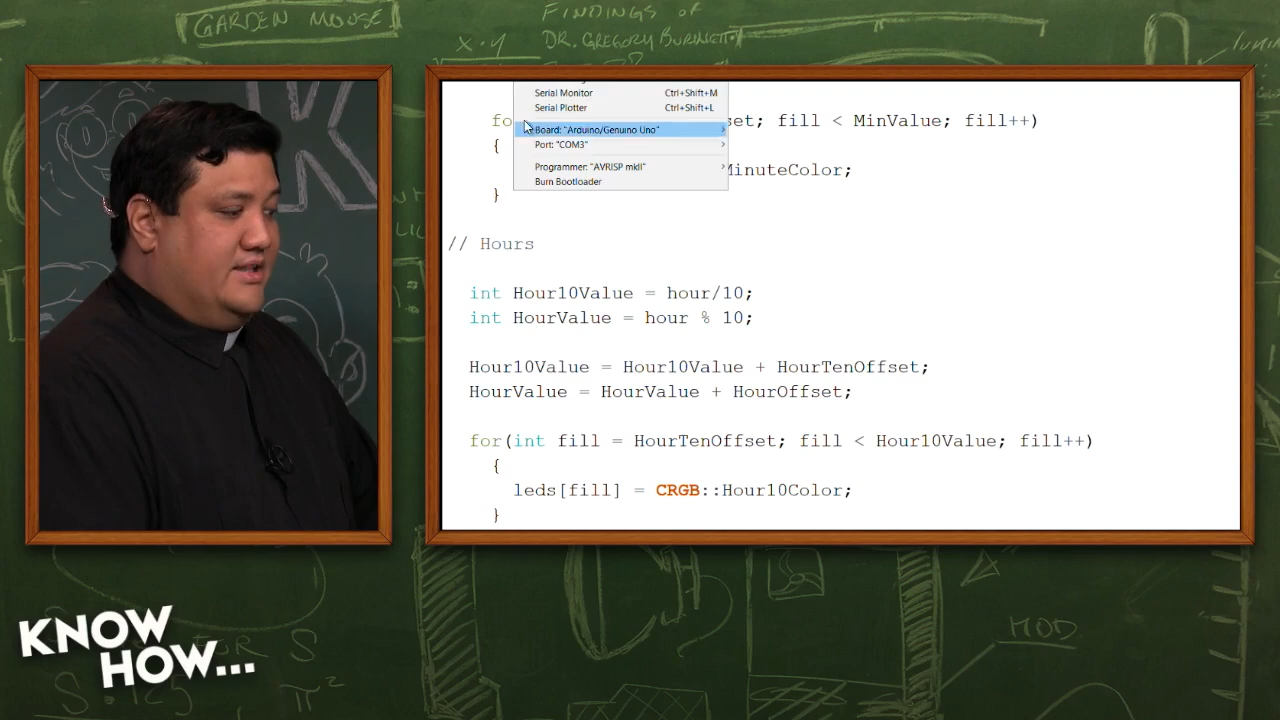 GARDEN MOUSE
FINDINGS OF
DR. GREGORY BURNETT
X·Y
Serial Monitor Ctrl+Shift+M
Serial Plotter Ctrl+Shift+L
Board: "Arduino/Genuino Uno"
Port: "COM3"
Programmer: "AVRISP mkII"
Burn Bootloader
fo set; fill < MinValue; fill++)
{
MinuteColor;
}
// Hours
int Hour10Value = hour/10;
int HourValue = hour % 10;
Hour10Value = Hour10Value + HourTenOffset;
HourValue = HourValue + HourOffset;
for(int fill = HourTenOffset; fill < Hour10Value; fill++)
{
leds[fill] = CRGB::Hour10Color;
}
KNOW
HOW...
MOD
π²